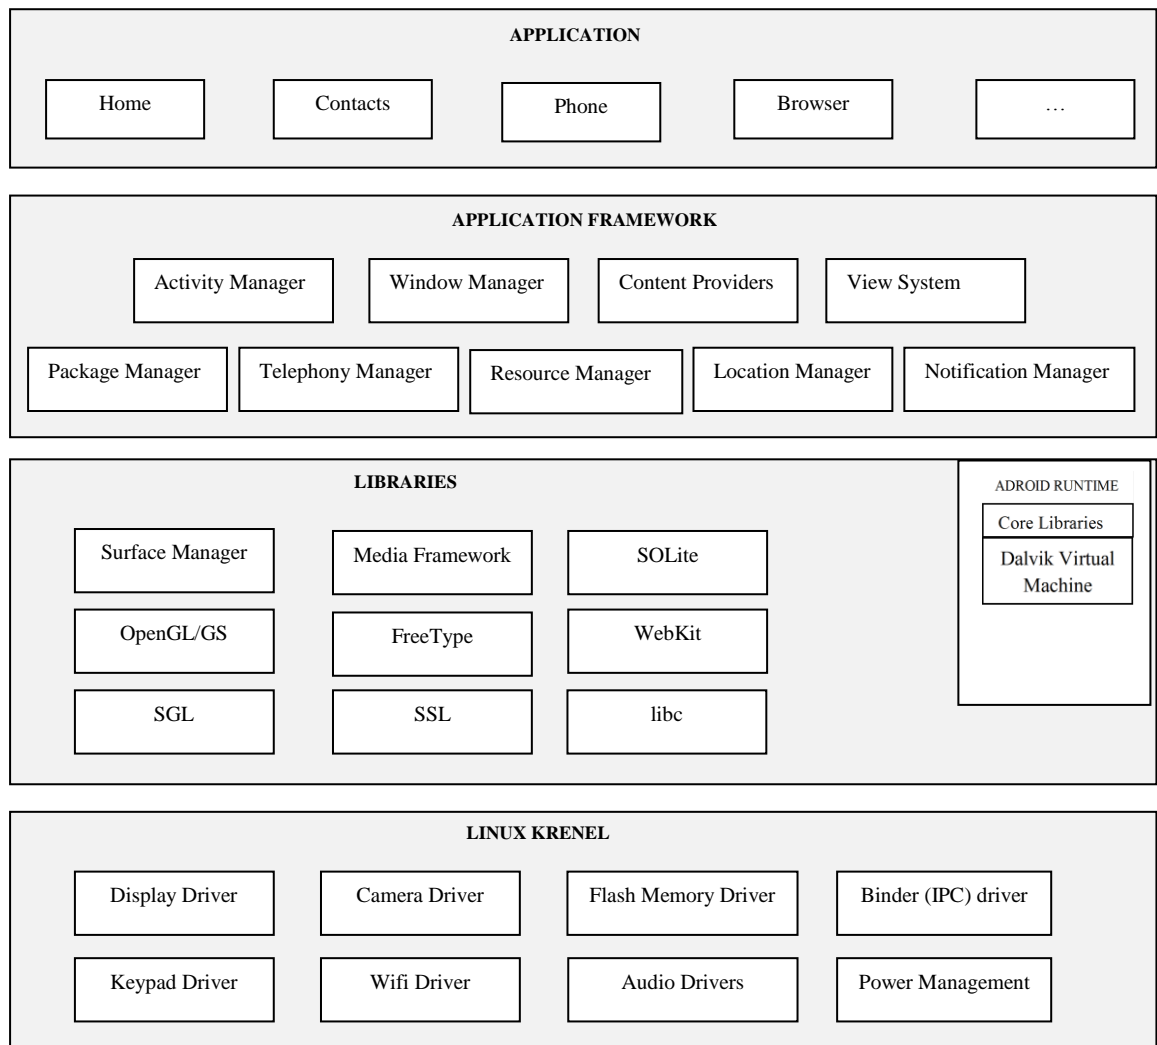 APPLICATION
Home
Contacts
Phone
Browser
…
APPLICATION FRAMEWORK
Activity Manager
Window Manager
Content Providers
View System
Package Manager
Telephony Manager
Resource Manager
Location Manager
Notification Manager
LIBRARIES
Surface Manager
Media Framework
SOLite
OpenGL/GS
FreeType
WebKit
SGL
SSL
libc
ADROID RUNTIME
Core Libraries
Dalvik Virtual
Machine
LINUX KRENEL
Display Driver
Camera Driver
Flash Memory Driver
Binder (IPC) driver
Keypad Driver
Wifi Driver
Audio Drivers
Power Management